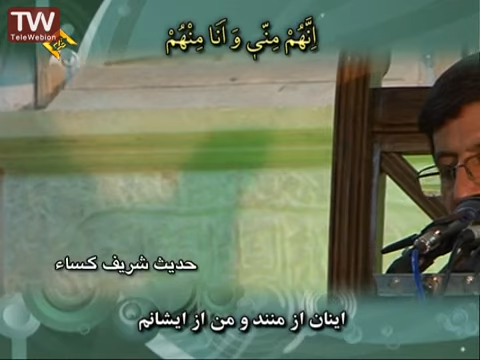 TW
TeleWebion
اِنَّهُمْ مِنّي وَ اَنَا مِنْهُمْ
حدیث شریف کساء
اینان از منند و من از ایشانم